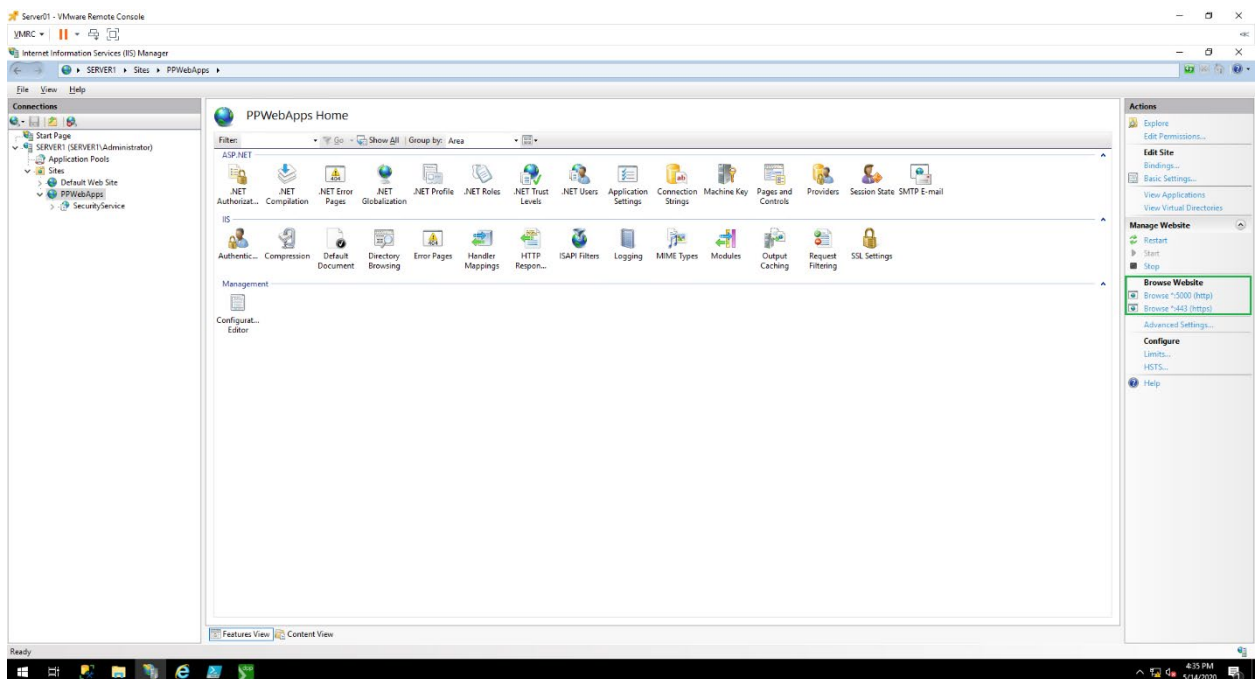 Server01 - VMware Remote Console
VMRC
Internet Information Services (IIS) Manager
SERVER1 Sites PPWebApps
File View Help
Connections
Start Page
SERVER1 (SERVER1\Administrator)
Application Pools
Sites
Default Web Site
PPWebApps
SecurityService
PPWebApps Home
Filter: Go Show All Group by: Area
ASP.NET
.NET Authorizat...
.NET Compilation
.NET Error Pages
.NET Globalization
.NET Profile
.NET Roles
.NET Trust Levels
.NET Users
Application Settings
Connection Strings
Machine Key
Pages and Controls
Providers
Session State
SMTP E-mail
IIS
Authentic...
Compression
Default Document
Directory Browsing
Error Pages
Handler Mappings
HTTP Respon...
ISAPI Filters
Logging
MIME Types
Modules
Output Caching
Request Filtering
SSL Settings
Management
Configurat... Editor
Features View Content View
Actions
Explore
Edit Permissions...
Edit Site
Bindings...
Basic Settings...
View Applications
View Virtual Directories
Manage Website
Restart
Start
Stop
Browse Website
Browse *:5000 (http)
Browse *:443 (https)
Advanced Settings...
Configure
Limits...
HSTS...
Help
Ready
4:35 PM
5/14/2020